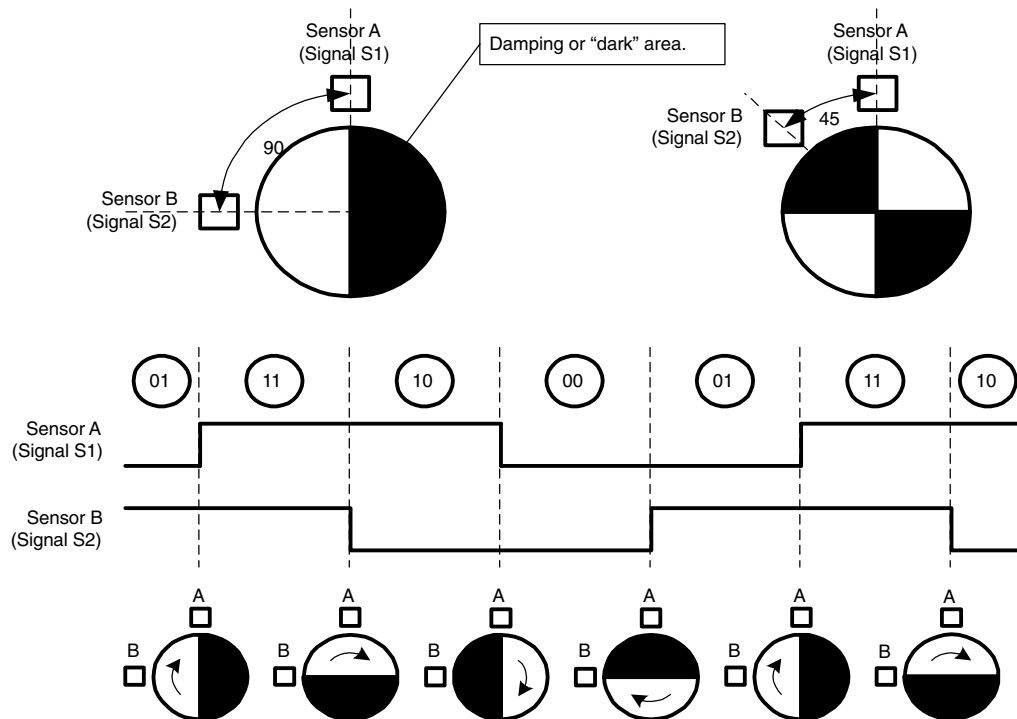 Sensor A
(Signal S1)
Damping or “dark” area.
Sensor A
(Signal S1)
Sensor B
(Signal S2)
45
90
Sensor B
(Signal S2)
01
11
10
00
01
11
10
Sensor A
(Signal S1)
Sensor B
(Signal S2)
A
A
A
A
A
A
B
B
B
B
B
B